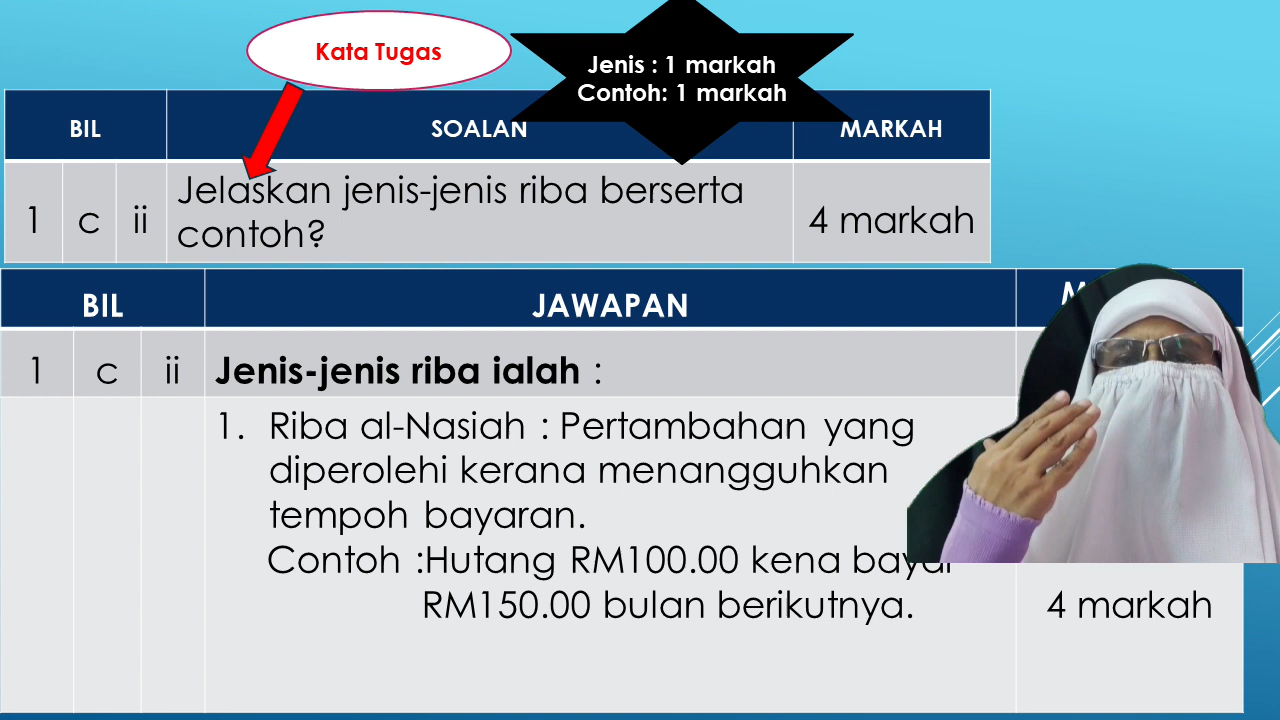 Kata Tugas
Jenis : 1 markah
Contoh: 1 markah
BIL SOALAN MARKAH
1 c ii Jelaskan jenis-jenis riba berserta
contoh? 4 markah
BIL JAWAPAN
1 c ii Jenis-jenis riba ialah :
1. Riba al-Nasiah : Pertambahan yang
diperolehi kerana menangguhkan
tempoh bayaran.
Contoh :Hutang RM100.00 kena bayar
RM150.00 bulan berikutnya. 4 markah